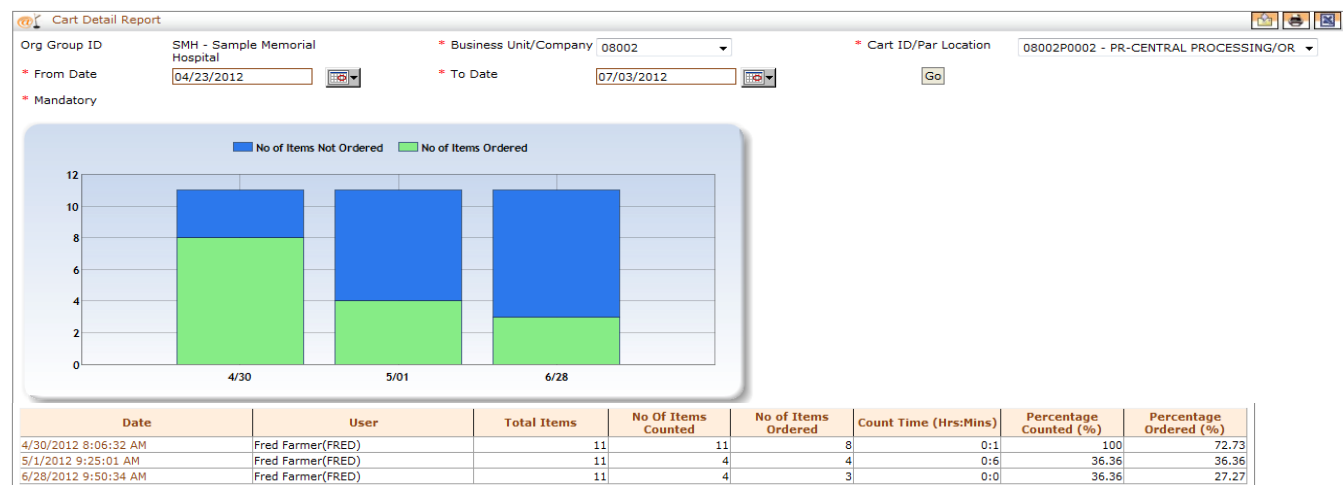 Cart Detail Report
Org Group ID SMH - Sample Memorial Hospital * Business Unit/Company 08002 * Cart ID/Par Location 08002P0002 - PR-CENTRAL PROCESSING/OR
* From Date 04/23/2012 * To Date 07/03/2012 Go
* Mandatory
No of Items Not Ordered No of Items Ordered
12
10
8
6
4
2
0
4/30 5/01 6/28
Date User Total Items No Of Items Counted No of Items Ordered Count Time (Hrs:Mins) Percentage Counted (%) Percentage Ordered (%)
4/30/2012 8:06:32 AM Fred Farmer(FRED) 11 11 8 0:1 100 72.73
5/1/2012 9:25:01 AM Fred Farmer(FRED) 11 4 4 0:6 36.36 36.36
6/28/2012 9:50:34 AM Fred Farmer(FRED) 11 4 3 0:0 36.36 27.27